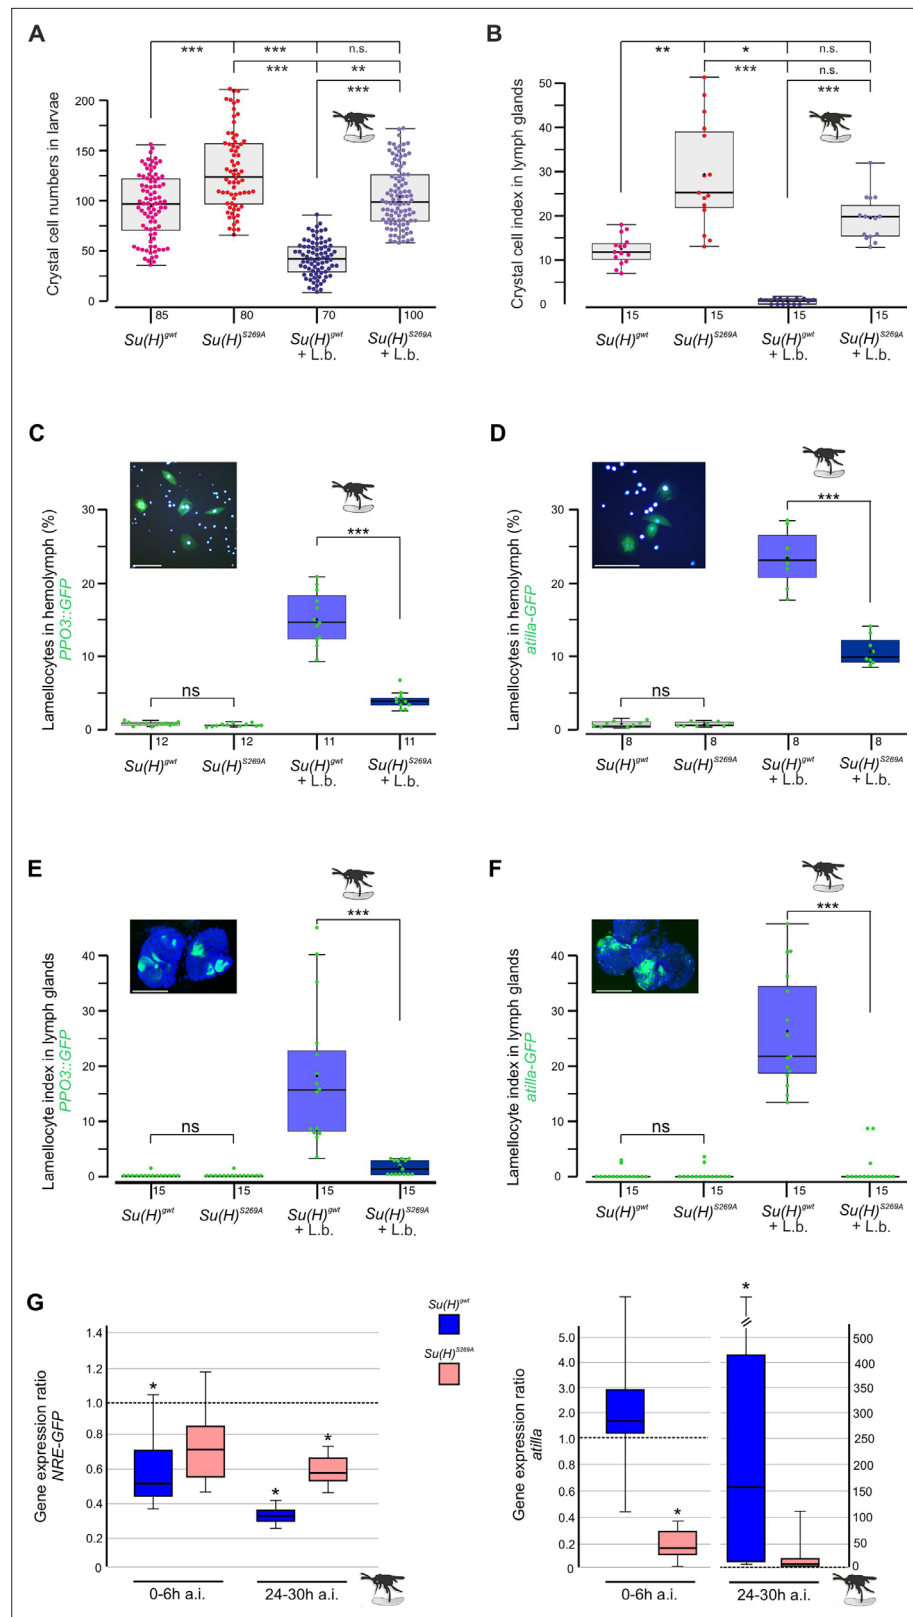 A
***
***
n.s.
***
**
***
Crystal cell numbers in larvae
200
150
100
50
0
85
80
70
100
Su(H)gwt
Su(H)S269A
Su(H)gwt
+ L.b.
Su(H)S269A
+ L.b.
B
**
*
n.s.
***
n.s.
***
Crystal cell index in lymph glands
50
40
30
20
10
0
15
15
15
15
Su(H)gwt
Su(H)S269A
Su(H)gwt
+ L.b.
Su(H)S269A
+ L.b.
C
Lamellocytes in hemolymph (%)
PPO3::GFP
30
20
10
0
ns
***
12
12
11
11
Su(H)gwt
Su(H)S269A
Su(H)gwt
+ L.b.
Su(H)S269A
+ L.b.
D
Lamellocytes in hemolymph (%)
atilla-GFP
30
20
10
0
ns
***
8
8
8
8
Su(H)gwt
Su(H)S269A
Su(H)gwt
+ L.b.
Su(H)S269A
+ L.b.
E
Lamellocyte index in lymph glands
PPO3::GFP
40
30
20
10
0
ns
***
15
15
15
15
Su(H)gwt
Su(H)S269A
Su(H)gwt
+ L.b.
Su(H)S269A
+ L.b.
F
Lamellocyte index in lymph glands
atilla-GFP
40
30
20
10
0
ns
***
15
15
15
15
Su(H)gwt
Su(H)S269A
Su(H)gwt
+ L.b.
Su(H)S269A
+ L.b.
G
Gene expression ratio
NRE-GFP
1.4
1.2
1.0
0.8
0.6
0.4
0.2
0
*
*
*
0-6h a.i.
24-30h a.i.
Su(H)gwt
Su(H)S269A
Gene expression ratio
atilla
5.0
4.0
3.0
2.0
1.0
0.2
0
*
*
500
400
300
250
200
150
100
50
0
0-6h a.i.
24-30h a.i.